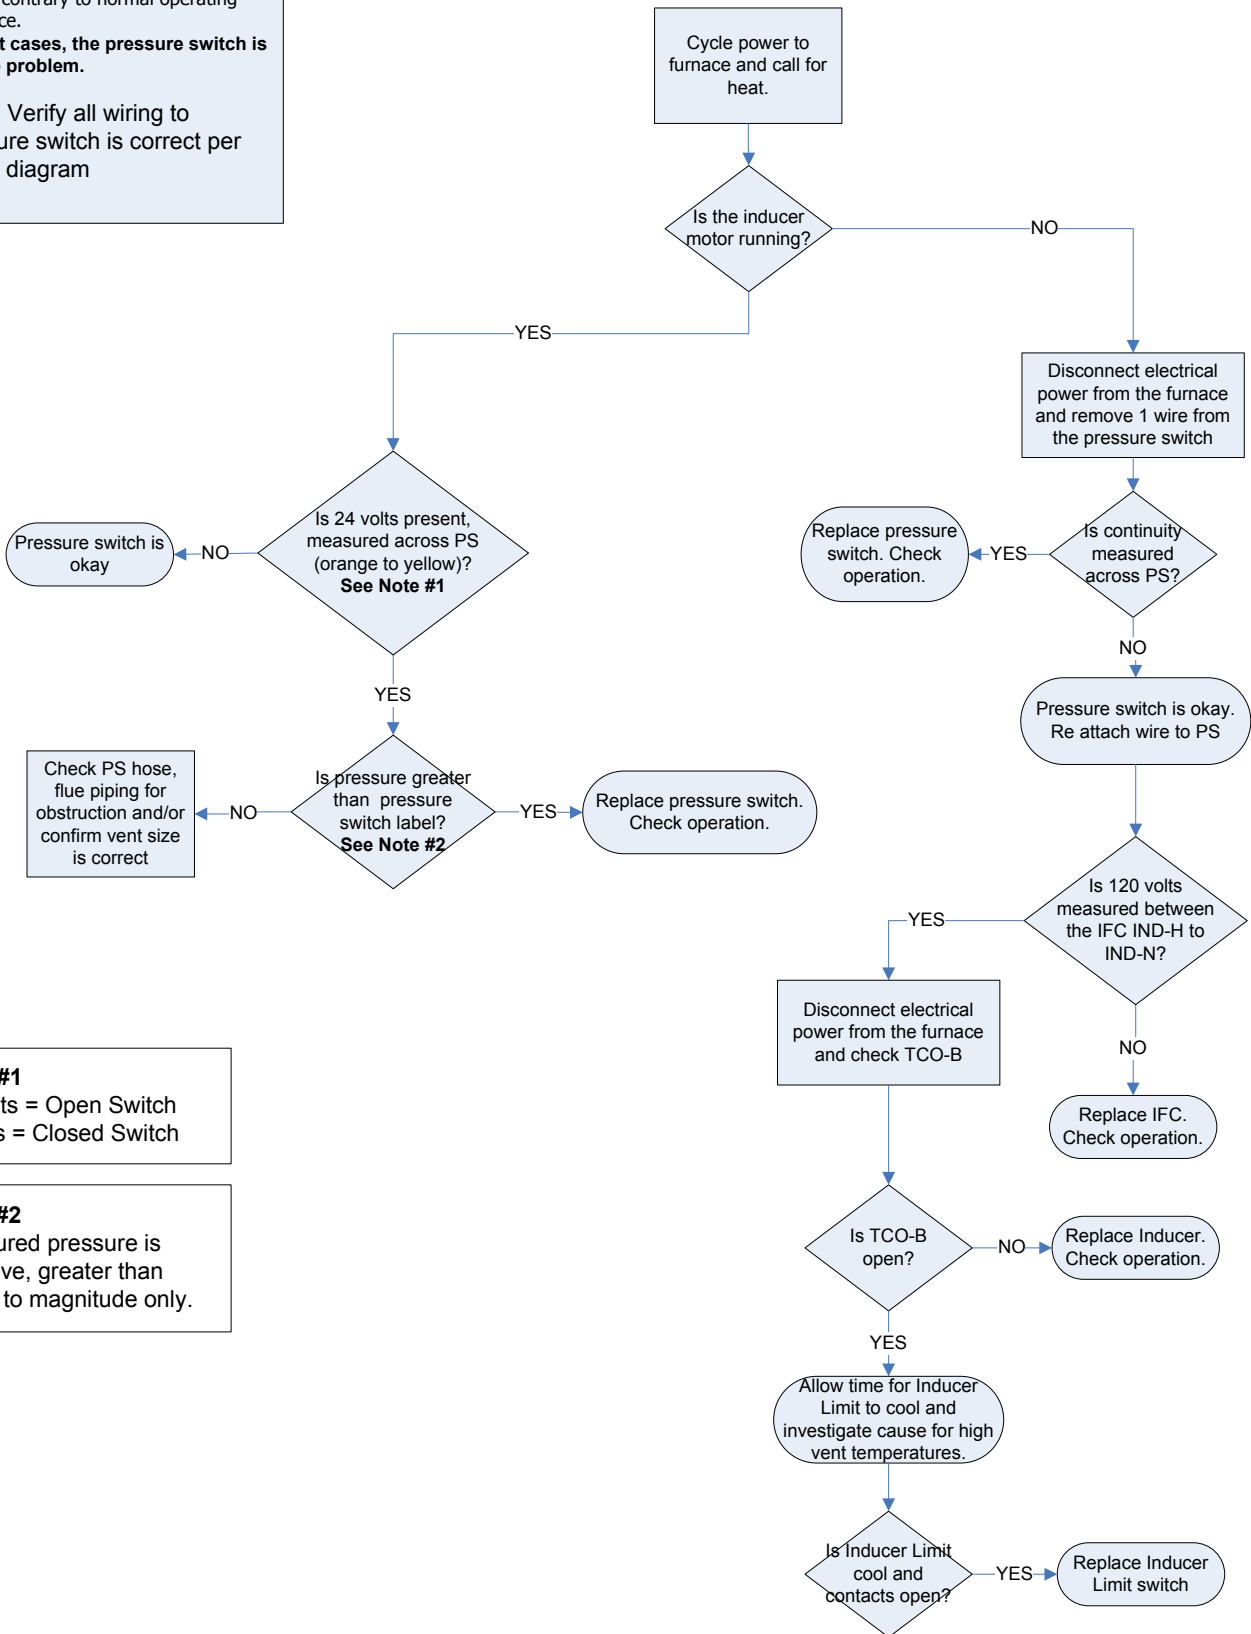 contrary to normal operating
cases, the pressure switch is
problem.
Verify all wiring to
switch is correct per
diagram
Cycle power to
furnace and call for
heat.
Is the inducer
motor running?
NO
YES
Disconnect electrical
power from the furnace
and remove 1 wire from
the pressure switch
Is 24 volts present,
measured across PS
(orange to yellow)?
See Note #1
NO
Pressure switch is
okay
Is continuity
measured
across PS?
YES
Replace pressure
switch. Check
operation.
NO
YES
Pressure switch is okay.
Re attach wire to PS
Is pressure greater
than pressure
switch label?
See Note #2
NO
Check PS hose,
flue piping for
obstruction and/or
confirm vent size
is correct
YES
Replace pressure switch.
Check operation.
Is 120 volts
measured between
the IFC IND-H to
IND-N?
YES
Disconnect electrical
power from the furnace
and check TCO-B
NO
Replace IFC.
Check operation.
#1
= Open Switch
= Closed Switch
#2
pressure is
greater than
to magnitude only.
Is TCO-B
open?
NO
Replace Inducer.
Check operation.
YES
Allow time for Inducer
Limit to cool and
investigate cause for high
vent temperatures.
Is Inducer Limit
cool and
contacts open?
YES
Replace Inducer
Limit switch